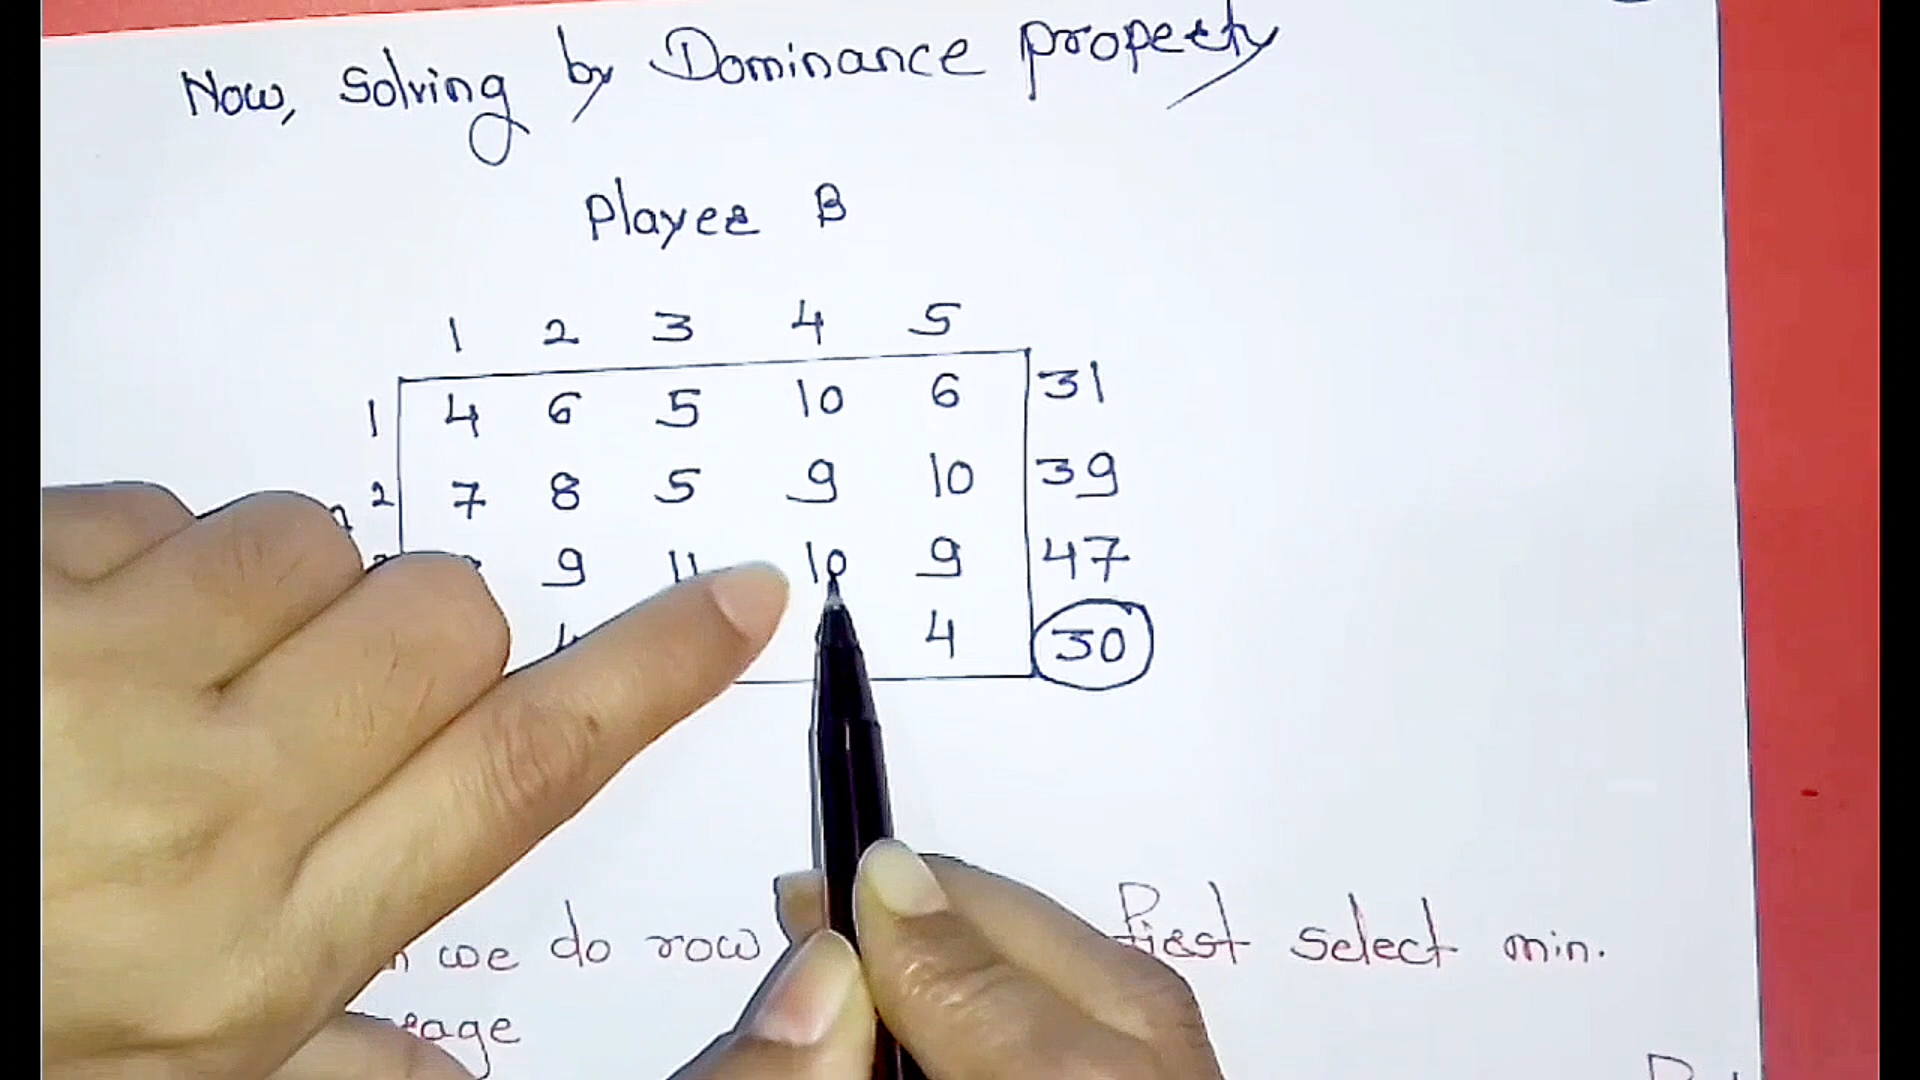 Now, Solving by Dominance property
Player B
1 2 3 4 5
1 4 6 5 10 6 31
2 7 8 5 9 10 39
9 11 10 9 47
4 30
we do row first select min.